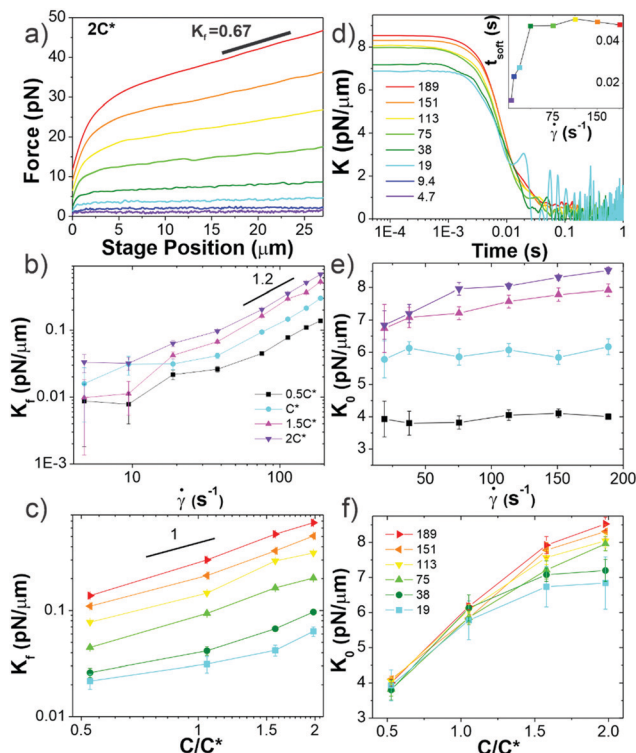 a)
2C*
K_f = 0.67
50
40
30
20
10
0
Force (pN)
0 5 10 15 20 25
Stage Position (μm)
b)
1.2
0.1
0.01
1E-3
K_f (pN/μm)
0.5C*
C*
1.5C*
2C*
10 100
γ̇ (s⁻¹)
c)
1
0.1
0.01
K_f (pN/μm)
0.5 1 1.5 2
C/C*
d)
9
8
7
6
5
4
3
2
1
0
K (pN/μm)
189
151
113
75
38
19
9.4
4.7
1E-4 1E-3 0.01 0.1 1
Time (s)
t_soft (s)
0.04
0.02
75 150
γ̇ (s⁻¹)
e)
8
7
6
5
4
3
K_0 (pN/μm)
0 50 100 150 200
γ̇ (s⁻¹)
f)
189
151
113
75
38
19
8
7
6
5
4
3
K_0 (pN/μm)
0.5 1.0 1.5 2.0
C/C*